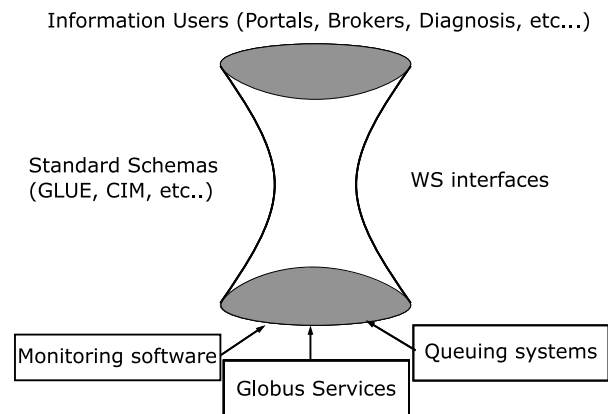 Information Users (Portals, Brokers, Diagnosis, etc...)
Standard Schemas
(GLUE, CIM, etc..)
WS interfaces
Monitoring software
Globus Services
Queuing systems